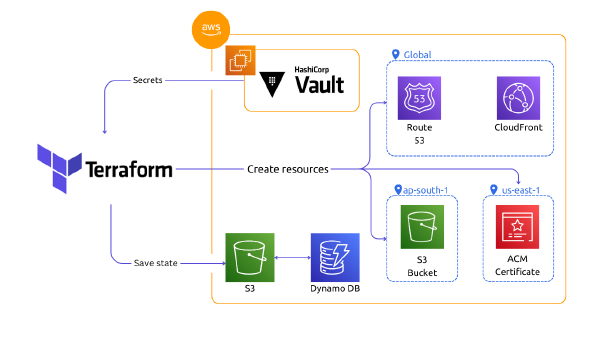 aws
HashiCorp
Vault
Secrets
Global
53
Route
53
CloudFront
Terraform
Create resources
ap-south-1
us-east-1
S3
Bucket
ACM
Certificate
Save state
S3
Dynamo DB